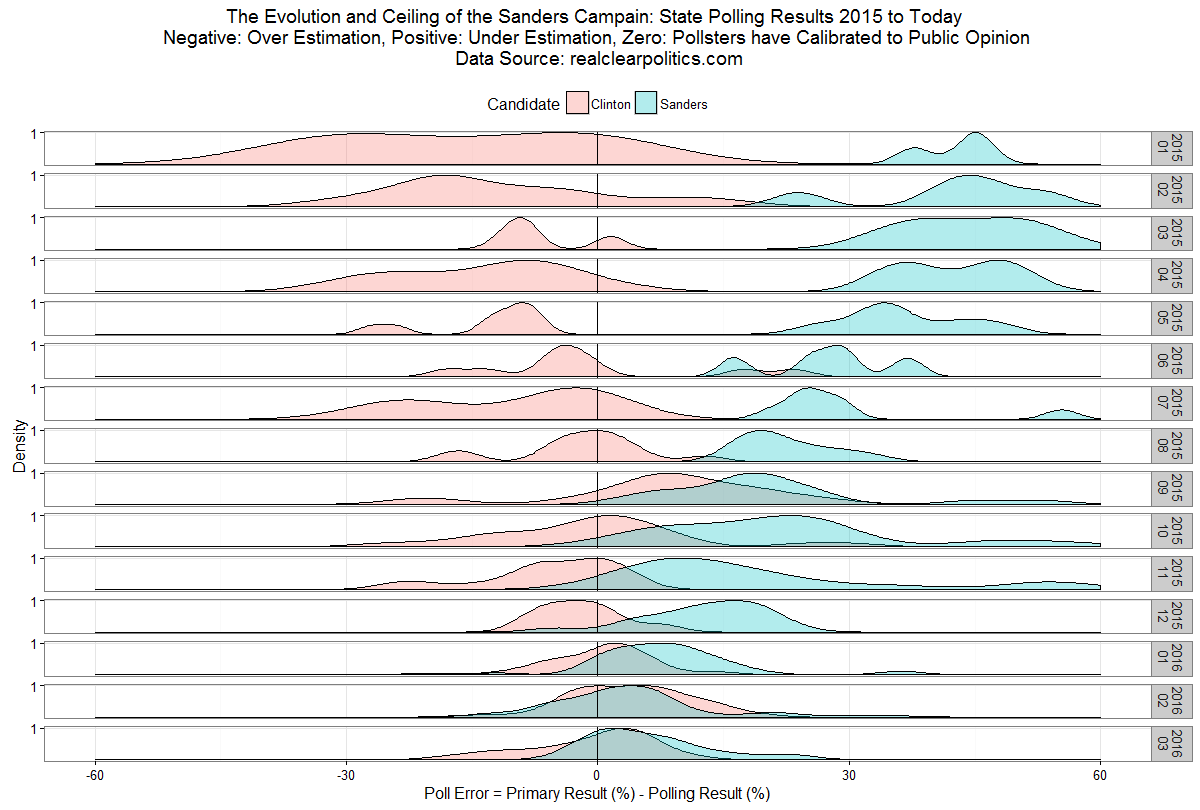 The Evolution and Ceiling of the Sanders Campain: State Polling Results 2015 to Today
Negative: Over Estimation, Positive: Under Estimation, Zero: Pollsters have Calibrated to Public Opinion
Data Source: realclearpolitics.com
Candidate Clinton Sanders
1 2015 01
1 2015 02
1 2015 03
1 2015 04
1 2015 05
1 2015 06
1 2015 07
Density
1 2015 08
1 2015 09
1 2015 10
1 2015 11
1 2015 12
1 2016 01
1 2016 02
1 2016 03
-60 -30 0 30 60
Poll Error = Primary Result (%) - Polling Result (%)